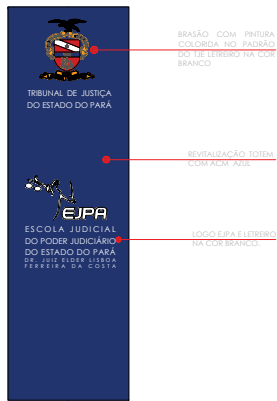 TRIBUNAL DE JUSTIÇA
DO ESTADO DO PARÁ
EJPA
ESCOLA JUDICIAL
DO PODER JUDICIÁRIO
DO ESTADO DO PARÁ
DR. JUIZ ELDER LISBOA
FERREIRA DA COSTA
BRASÃO COM PINTURA
COLORIDA NO PADRÃO
DO TJE LETREIRO NA COR
BRANCO
REVITALIZAÇÃO TOTEM
COM ACM AZUL
LOGO EJPA E LETREIRO
NA COR BRANCO.